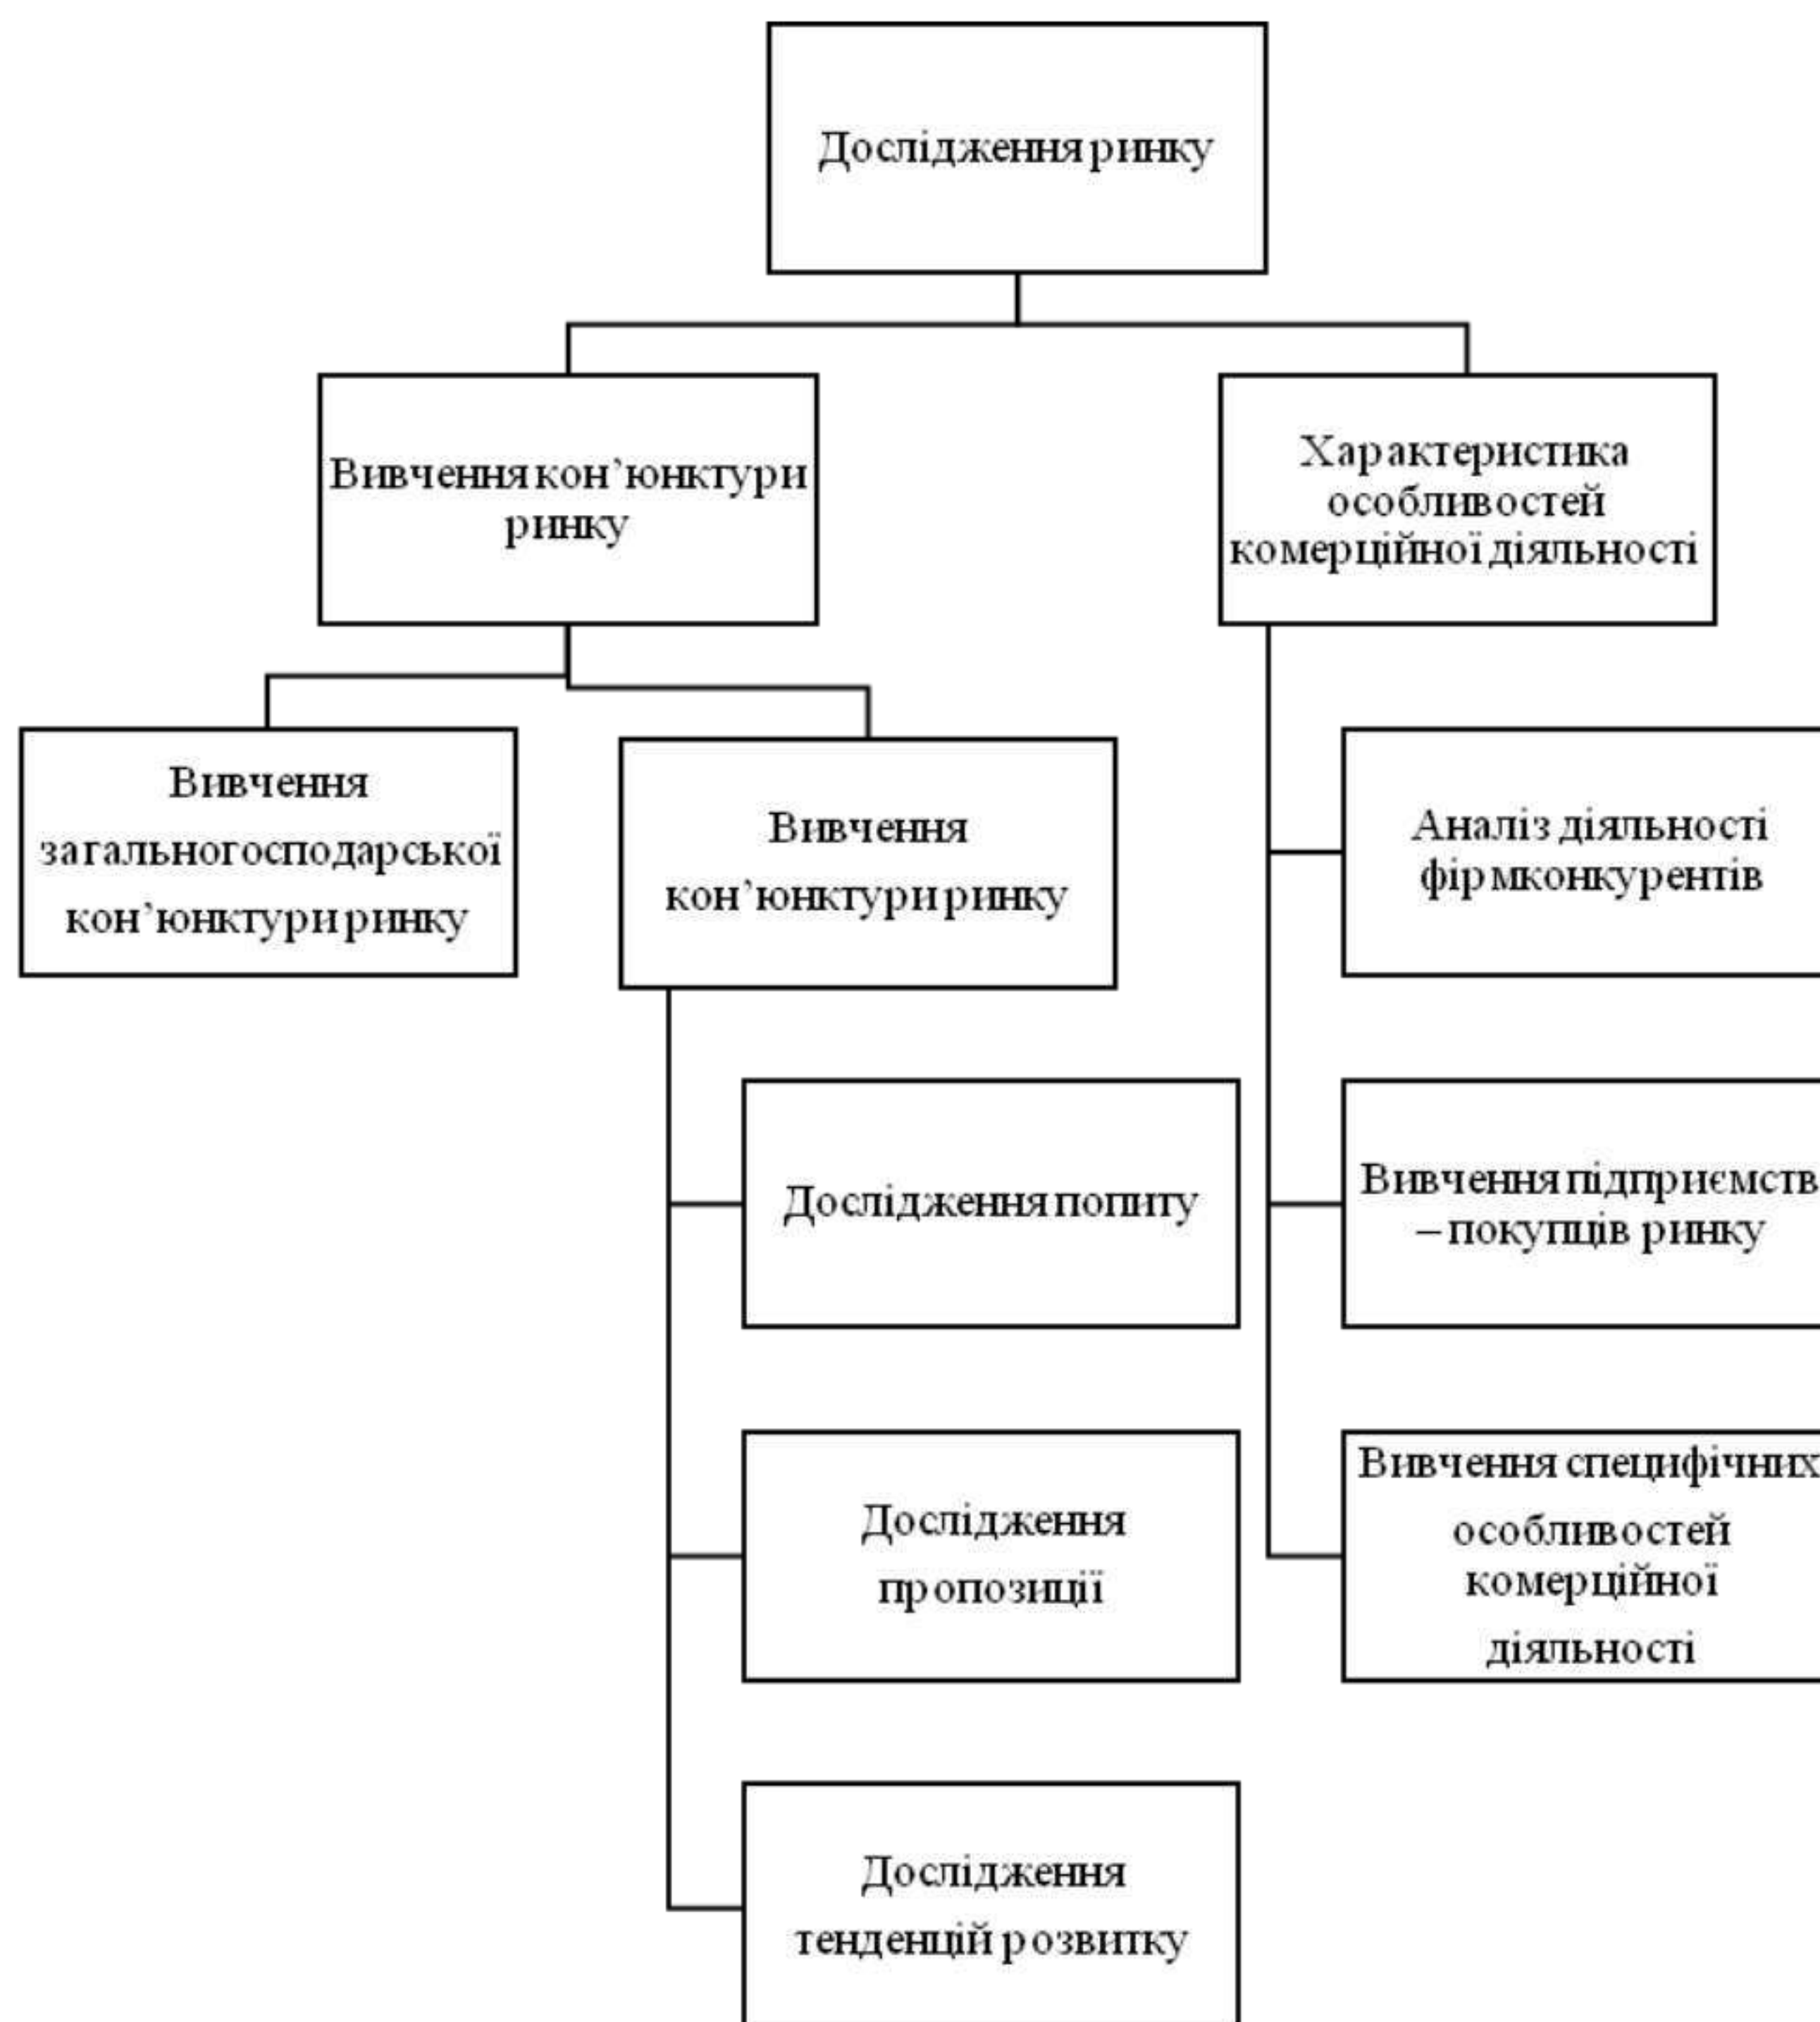 Дослідження ринку
Вивчення кон’юнктури
ринку
Характеристика
особливостей
комерційної діяльності
Вивчення
загальногосподарської
кон’юнктури ринку
Вивчення
кон’юнктури ринку
Аналіз діяльності
фірмконкурентів
Дослідження попиту
Вивчення підприємств
– покупців ринку
Дослідження
пропозиції
Вивчення специфічних
особливостей
комерційної
діяльності
Дослідження
тенденцій розвитку